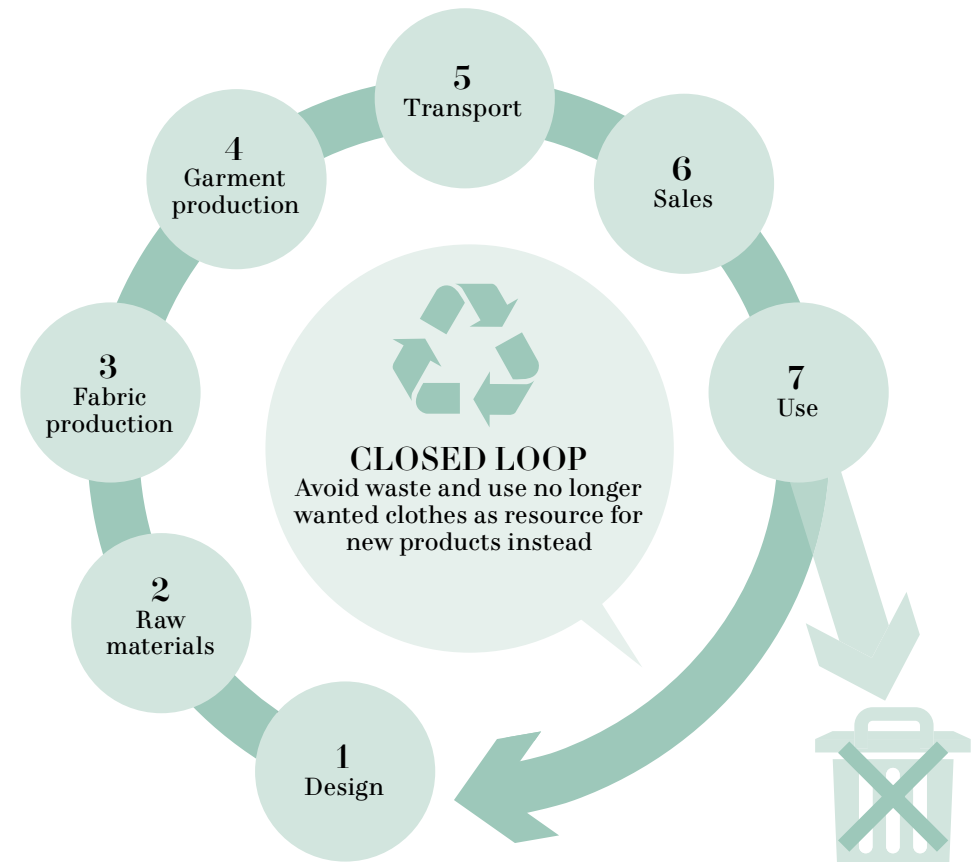 1
Design
2
Raw
materials
3
Fabric
production
4
Garment
production
5
Transport
6
Sales
7
Use
CLOSED LOOP
Avoid waste and use no longer
wanted clothes as resource for
new products instead